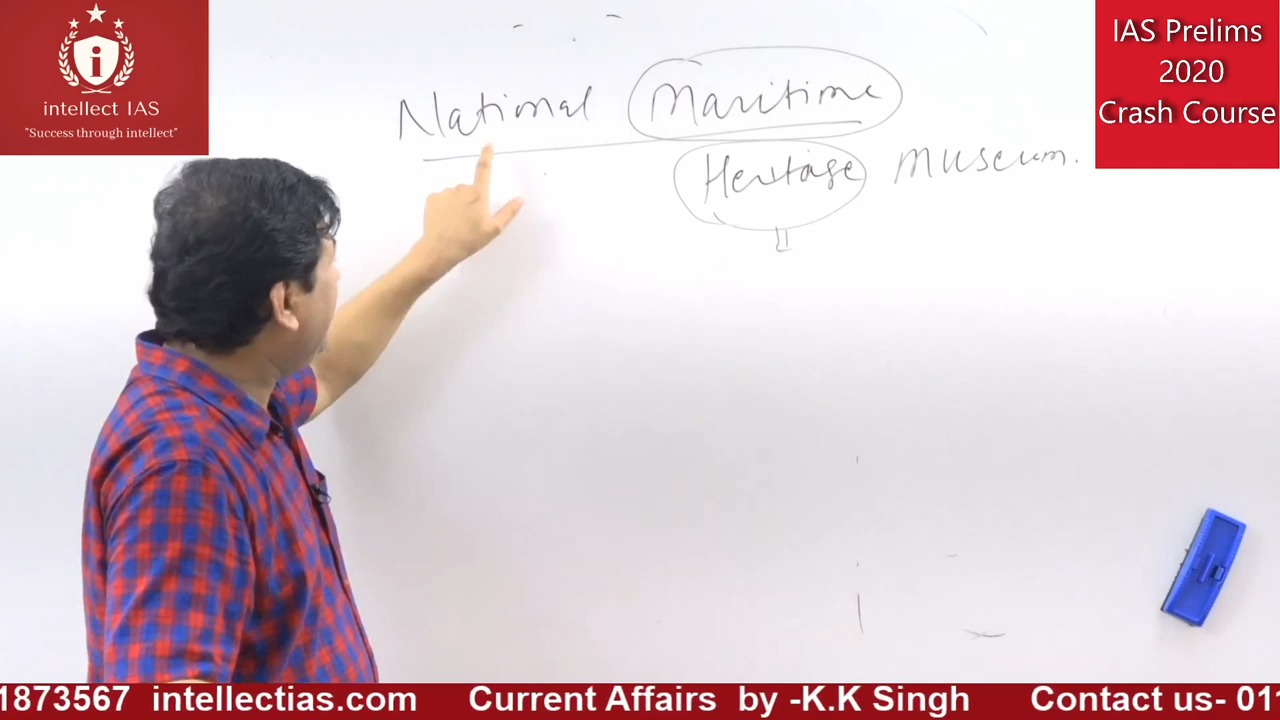 intellect IAS
"Success through intellect"
IAS Prelims
2020
Crash Course
National Maritime
Heritage Museum.
1873567 intellectias.com Current Affairs by -K.K Singh Contact us- 011